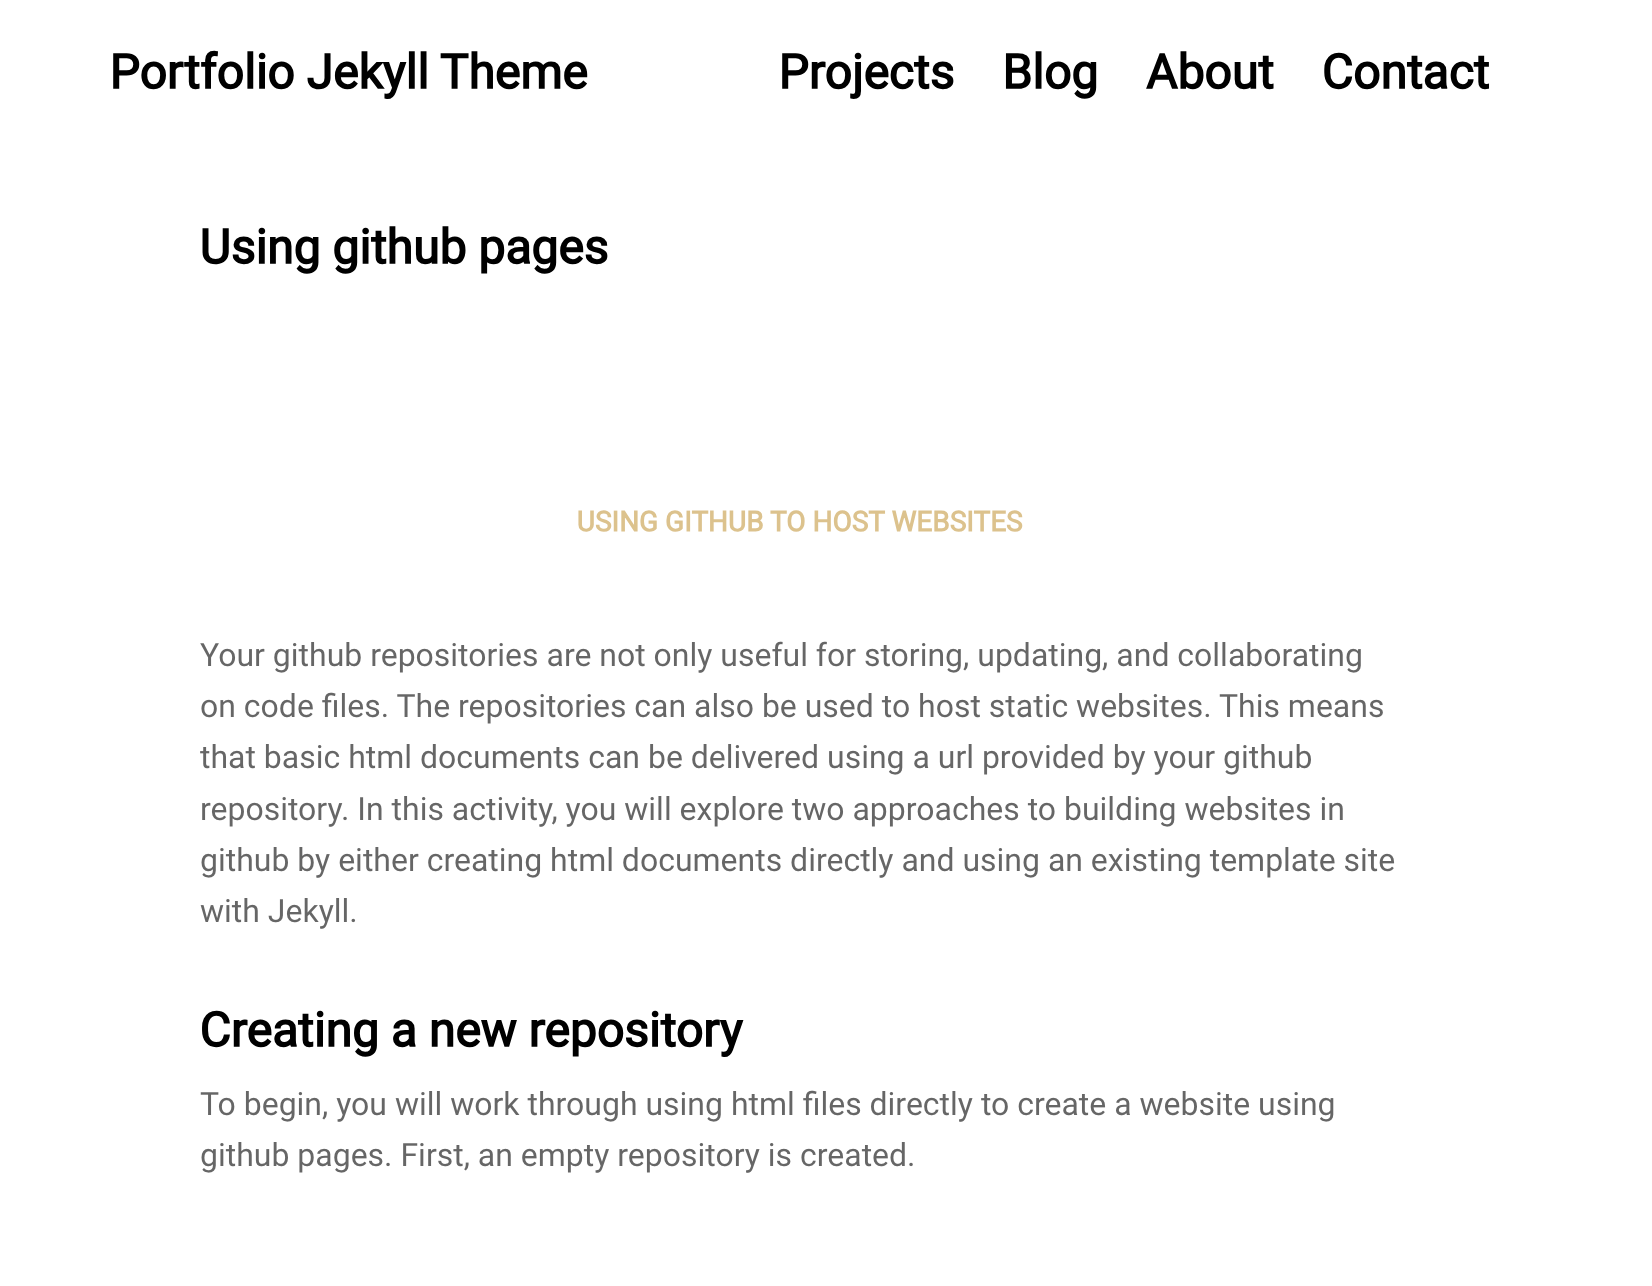 Portfolio Jekyll Theme
Projects Blog About Contact
Using github pages
USING GITHUB TO HOST WEBSITES
Your github repositories are not only useful for storing, updating, and collaborating
on code files. The repositories can also be used to host static websites. This means
that basic html documents can be delivered using a url provided by your github
repository. In this activity, you will explore two approaches to building websites in
github by either creating html documents directly and using an existing template site
with Jekyll.
Creating a new repository
To begin, you will work through using html files directly to create a website using
github pages. First, an empty repository is created.